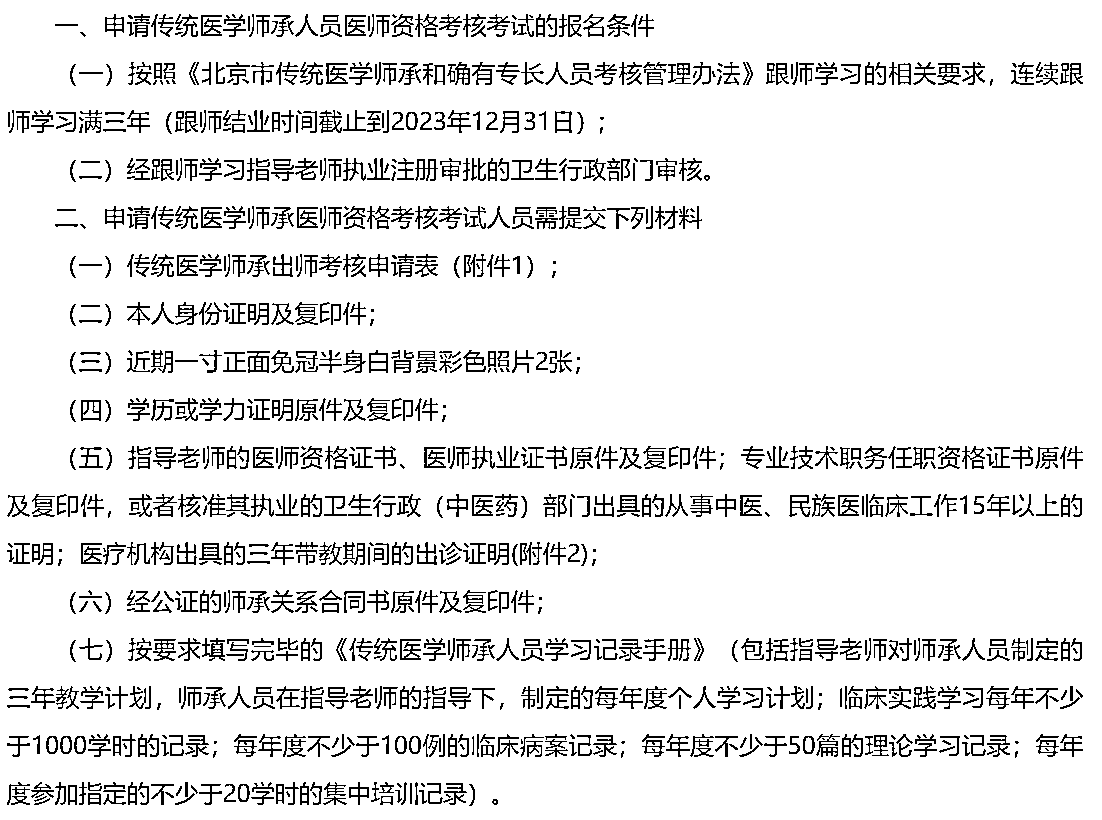 一、申请传统医学师承人员医师资格考核考试的报名条件
（一）按照《北京市传统医学师承和确有专长人员考核管理办法》跟师学习的相关要求，连续跟
师学习满三年（跟师结业时间截止到2023年12月31日）；
（二）经跟师学习指导老师执业注册审批的卫生行政部门审核。
二、申请传统医学师承医师资格考核考试人员需提交下列材料
（一）传统医学师承出师考核申请表（附件1）；
（二）本人身份证明及复印件；
（三）近期一寸正面免冠半身白背景彩色照片2张；
（四）学历或学力证明原件及复印件；
（五）指导老师的医师资格证书、医师执业证书原件及复印件；专业技术职务任职资格证书原件
及复印件，或者核准其执业的卫生行政（中医药）部门出具的从事中医、民族医临床工作15年以上的
证明；医疗机构出具的三年带教期间的出诊证明(附件2)；
（六）经公证的师承关系合同书原件及复印件；
（七）按要求填写完毕的《传统医学师承人员学习记录手册》（包括指导老师对师承人员制定的
三年教学计划，师承人员在指导老师的指导下，制定的每年度个人学习计划；临床实践学习每年不少
于1000学时的记录；每年度不少于100例的临床病案记录；每年度不少于50篇的理论学习记录；每年
度参加指定的不少于20学时的集中培训记录）。